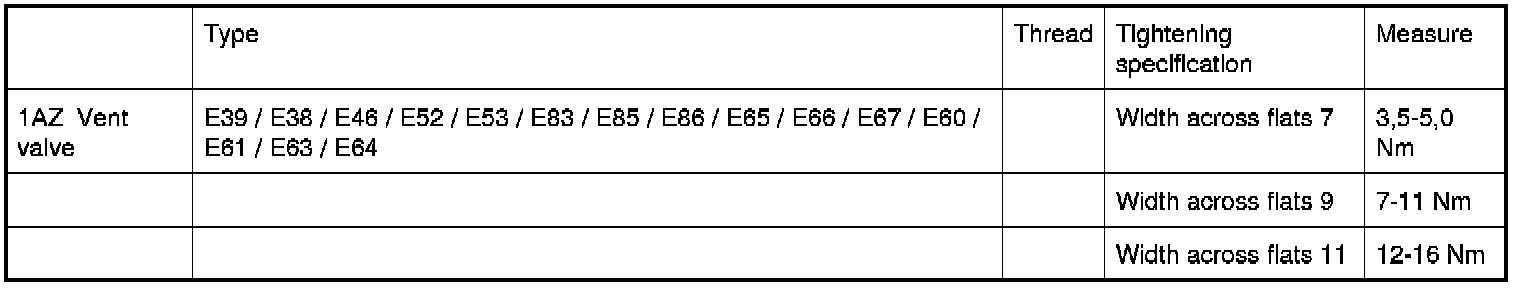 Type Thread Tightening specification Measure
1AZ Vent valve E39 / E38 / E46 / E52 / E53 / E83 / E85 / E86 / E65 / E66 / E67 / E60 / E61 / E63 / E64 Width across flats 7 3,5-5,0 Nm
Width across flats 9 7-11 Nm
Width across flats 11 12-16 Nm